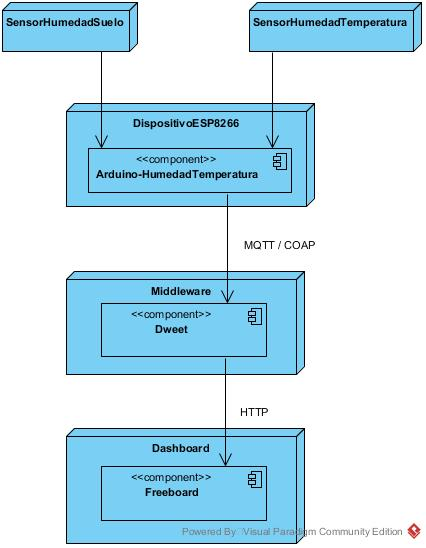 SensorHumedadSuelo
SensorHumedadTemperatura
DispositivoESP8266
<<component>>
Arduino-HumedadTemperatura
MQTT / COAP
Middleware
<<component>>
Dweet
HTTP
Dashboard
<<component>>
Freeboard
Powered By Visual Paradigm Community Edition